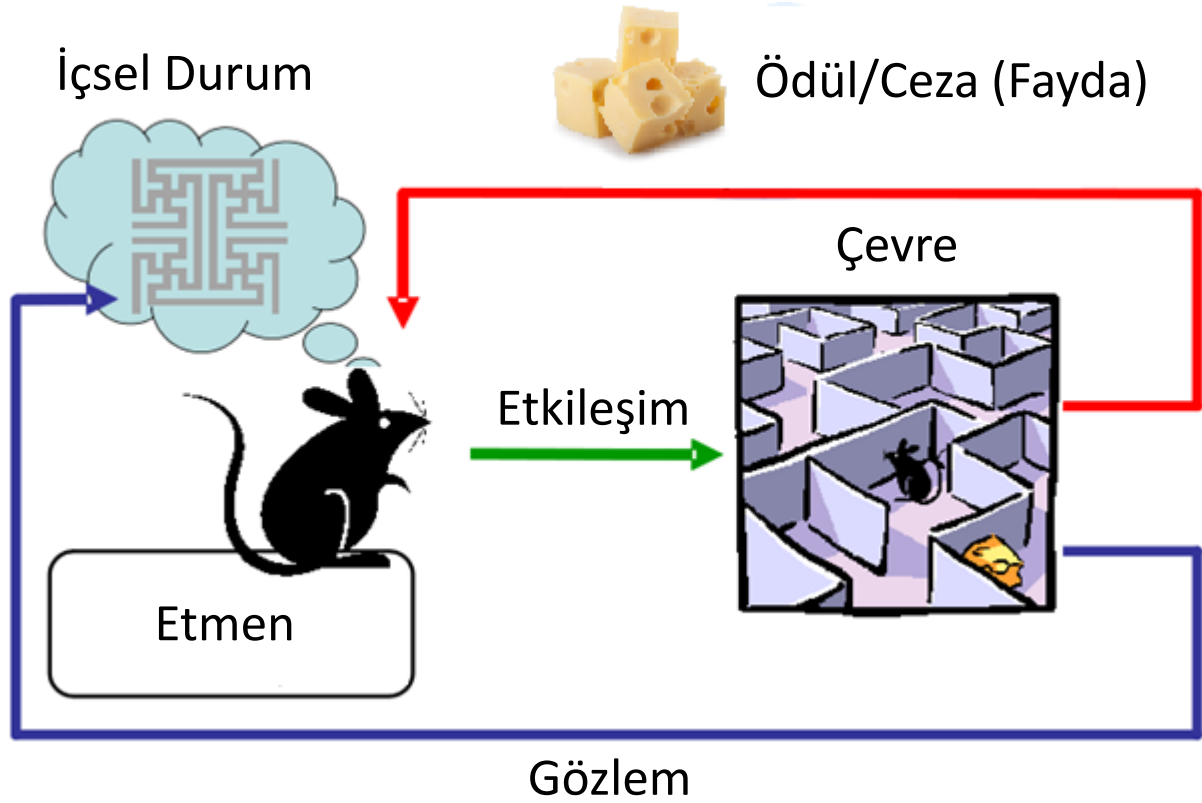 İçsel Durum
Ödül/Ceza (Fayda)
Çevre
Etkileşim
Etmen
Gözlem